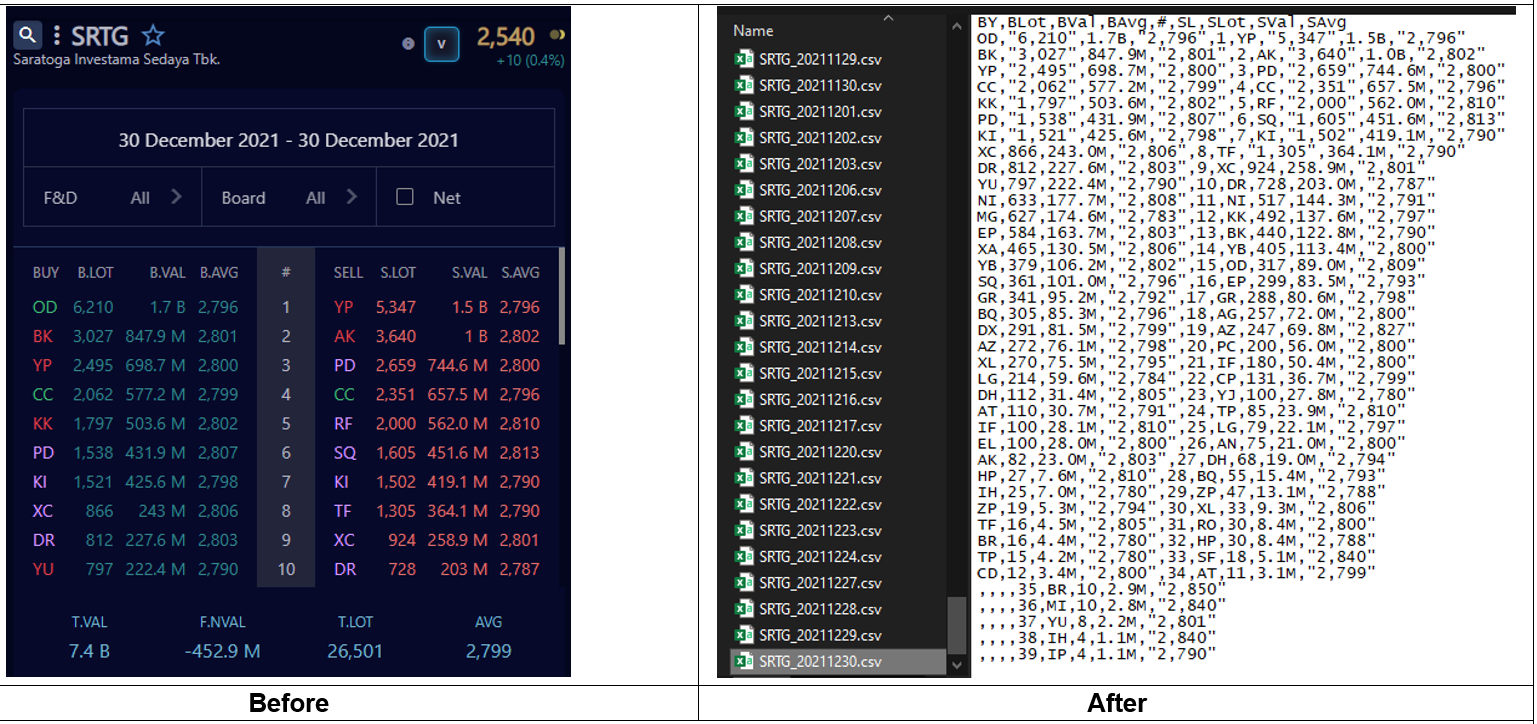 SRTG
2,540
v
Saratoga Investama Sedaya Tbk.
+10 (0.4%)
30 December 2021 - 30 December 2021
F&D All Board All Net
BUY B.LOT B.VAL B.AVG # SELL S.LOT S.VAL S.AVG
OD 6,210 1.7 B 2,796 1 YP 5,347 1.5 B 2,796
BK 3,027 847.9 M 2,801 2 AK 3,640 1 B 2,802
YP 2,495 698.7 M 2,800 3 PD 2,659 744.6 M 2,800
CC 2,062 577.2 M 2,799 4 CC 2,351 657.5 M 2,796
KK 1,797 503.6 M 2,802 5 RF 2,000 562.0 M 2,810
PD 1,538 431.9 M 2,807 6 SQ 1,605 451.6 M 2,813
KI 1,521 425.6 M 2,798 7 KI 1,502 419.1 M 2,790
XC 866 243 M 2,806 8 TF 1,305 364.1 M 2,790
DR 812 227.6 M 2,803 9 XC 924 258.9 M 2,801
YU 797 222.4 M 2,790 10 DR 728 203 M 2,787
T.VAL F.NVAL T.LOT AVG
7.4 B -452.9 M 26,501 2,799
Before
Name
SRTG_20211129.csv
SRTG_20211130.csv
SRTG_20211201.csv
SRTG_20211202.csv
SRTG_20211203.csv
SRTG_20211206.csv
SRTG_20211207.csv
SRTG_20211208.csv
SRTG_20211209.csv
SRTG_20211210.csv
SRTG_20211213.csv
SRTG_20211214.csv
SRTG_20211215.csv
SRTG_20211216.csv
SRTG_20211217.csv
SRTG_20211220.csv
SRTG_20211221.csv
SRTG_20211222.csv
SRTG_20211223.csv
SRTG_20211224.csv
SRTG_20211227.csv
SRTG_20211228.csv
SRTG_20211229.csv
SRTG_20211230.csv
BY,BLot,BVal,BAvg,#,SL,SLot,SVal,SAvg
OD,"6,210",1.7B,"2,796",1,YP,"5,347",1.5B,"2,796"
BK,"3,027",847.9M,"2,801",2,AK,"3,640",1.0B,"2,802"
YP,"2,495",698.7M,"2,800",3,PD,"2,659",744.6M,"2,800"
CC,"2,062",577.2M,"2,799",4,CC,"2,351",657.5M,"2,796"
KK,"1,797",503.6M,"2,802",5,RF,"2,000",562.0M,"2,810"
PD,"1,538",431.9M,"2,807",6,SQ,"1,605",451.6M,"2,813"
KI,"1,521",425.6M,"2,798",7,KI,"1,502",419.1M,"2,790"
XC,866,243.0M,"2,806",8,TF,"1,305",364.1M,"2,790"
DR,812,227.6M,"2,803",9,XC,924,258.9M,"2,801"
YU,797,222.4M,"2,790",10,DR,728,203.0M,"2,787"
NI,633,177.7M,"2,808",11,NI,517,144.3M,"2,791"
MG,627,174.6M,"2,783",12,KK,492,137.6M,"2,797"
EP,584,163.7M,"2,803",13,BK,440,122.8M,"2,790"
XA,465,130.5M,"2,806",14,YB,405,113.4M,"2,800"
YB,379,106.2M,"2,802",15,OD,317,89.0M,"2,809"
SQ,361,101.0M,"2,796",16,EP,299,83.5M,"2,793"
GR,341,95.2M,"2,792",17,GR,288,80.6M,"2,798"
BQ,305,85.3M,"2,796",18,AG,257,72.0M,"2,800"
DX,291,81.5M,"2,799",19,AZ,247,69.8M,"2,827"
AZ,272,76.1M,"2,798",20,PC,200,56.0M,"2,800"
XL,270,75.5M,"2,795",21,IF,180,50.4M,"2,800"
LG,214,59.6M,"2,784",22,CP,131,36.7M,"2,799"
DH,112,31.4M,"2,805",23,YJ,100,27.8M,"2,780"
AT,110,30.7M,"2,791",24,TP,85,23.9M,"2,810"
IF,100,28.1M,"2,810",25,LG,79,22.1M,"2,797"
EL,100,28.0M,"2,800",26,AN,75,21.0M,"2,800"
AK,82,23.0M,"2,803",27,DH,68,19.0M,"2,794"
HP,27,7.6M,"2,810",28,BQ,55,15.4M,"2,793"
IH,25,7.0M,"2,780",29,ZP,47,13.1M,"2,788"
ZP,19,5.3M,"2,794",30,XL,33,9.3M,"2,806"
TF,16,4.5M,"2,805",31,RO,30,8.4M,"2,800"
BR,16,4.4M,"2,780",32,HP,30,8.4M,"2,788"
TP,15,4.2M,"2,780",33,SF,18,5.1M,"2,840"
CD,12,3.4M,"2,800",34,AT,11,3.1M,"2,799"
,,,,35,BR,10,2.9M,"2,850"
,,,,36,MI,10,2.8M,"2,840"
,,,,37,YU,8,2.2M,"2,801"
,,,,38,IH,4,1.1M,"2,840"
,,,,39,IP,4,1.1M,"2,790"
After